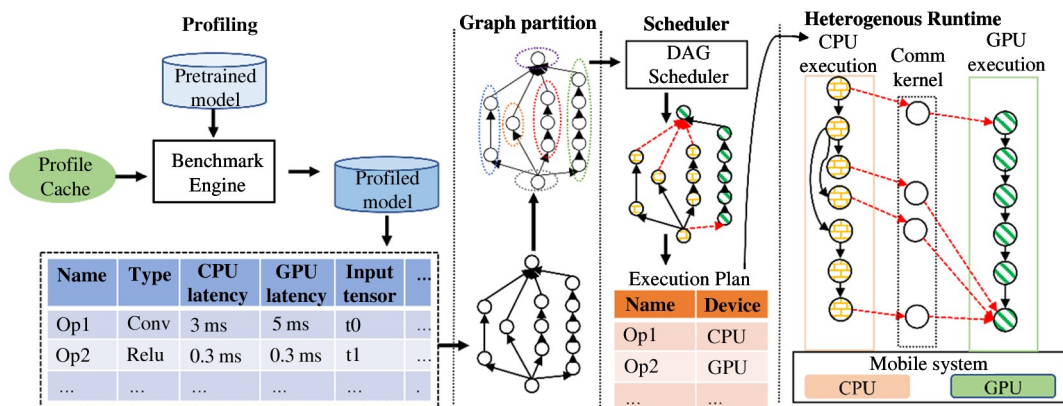 Profiling
Pretrained
model
Profile
Cache
Benchmark
Engine
Profiled
model
Name Type CPU latency GPU latency Input tensor ...
Op1 Conv 3 ms 5 ms t0 ...
Op2 Relu 0.3 ms 0.3 ms t1 ...
... ... ... ... ... .
Graph partition
Scheduler
DAG
Scheduler
Execution Plan
Name Device
Op1 CPU
Op2 GPU
... ...
Heterogenous Runtime
CPU
execution
Comm
kernel
GPU
execution
Mobile system
CPU GPU